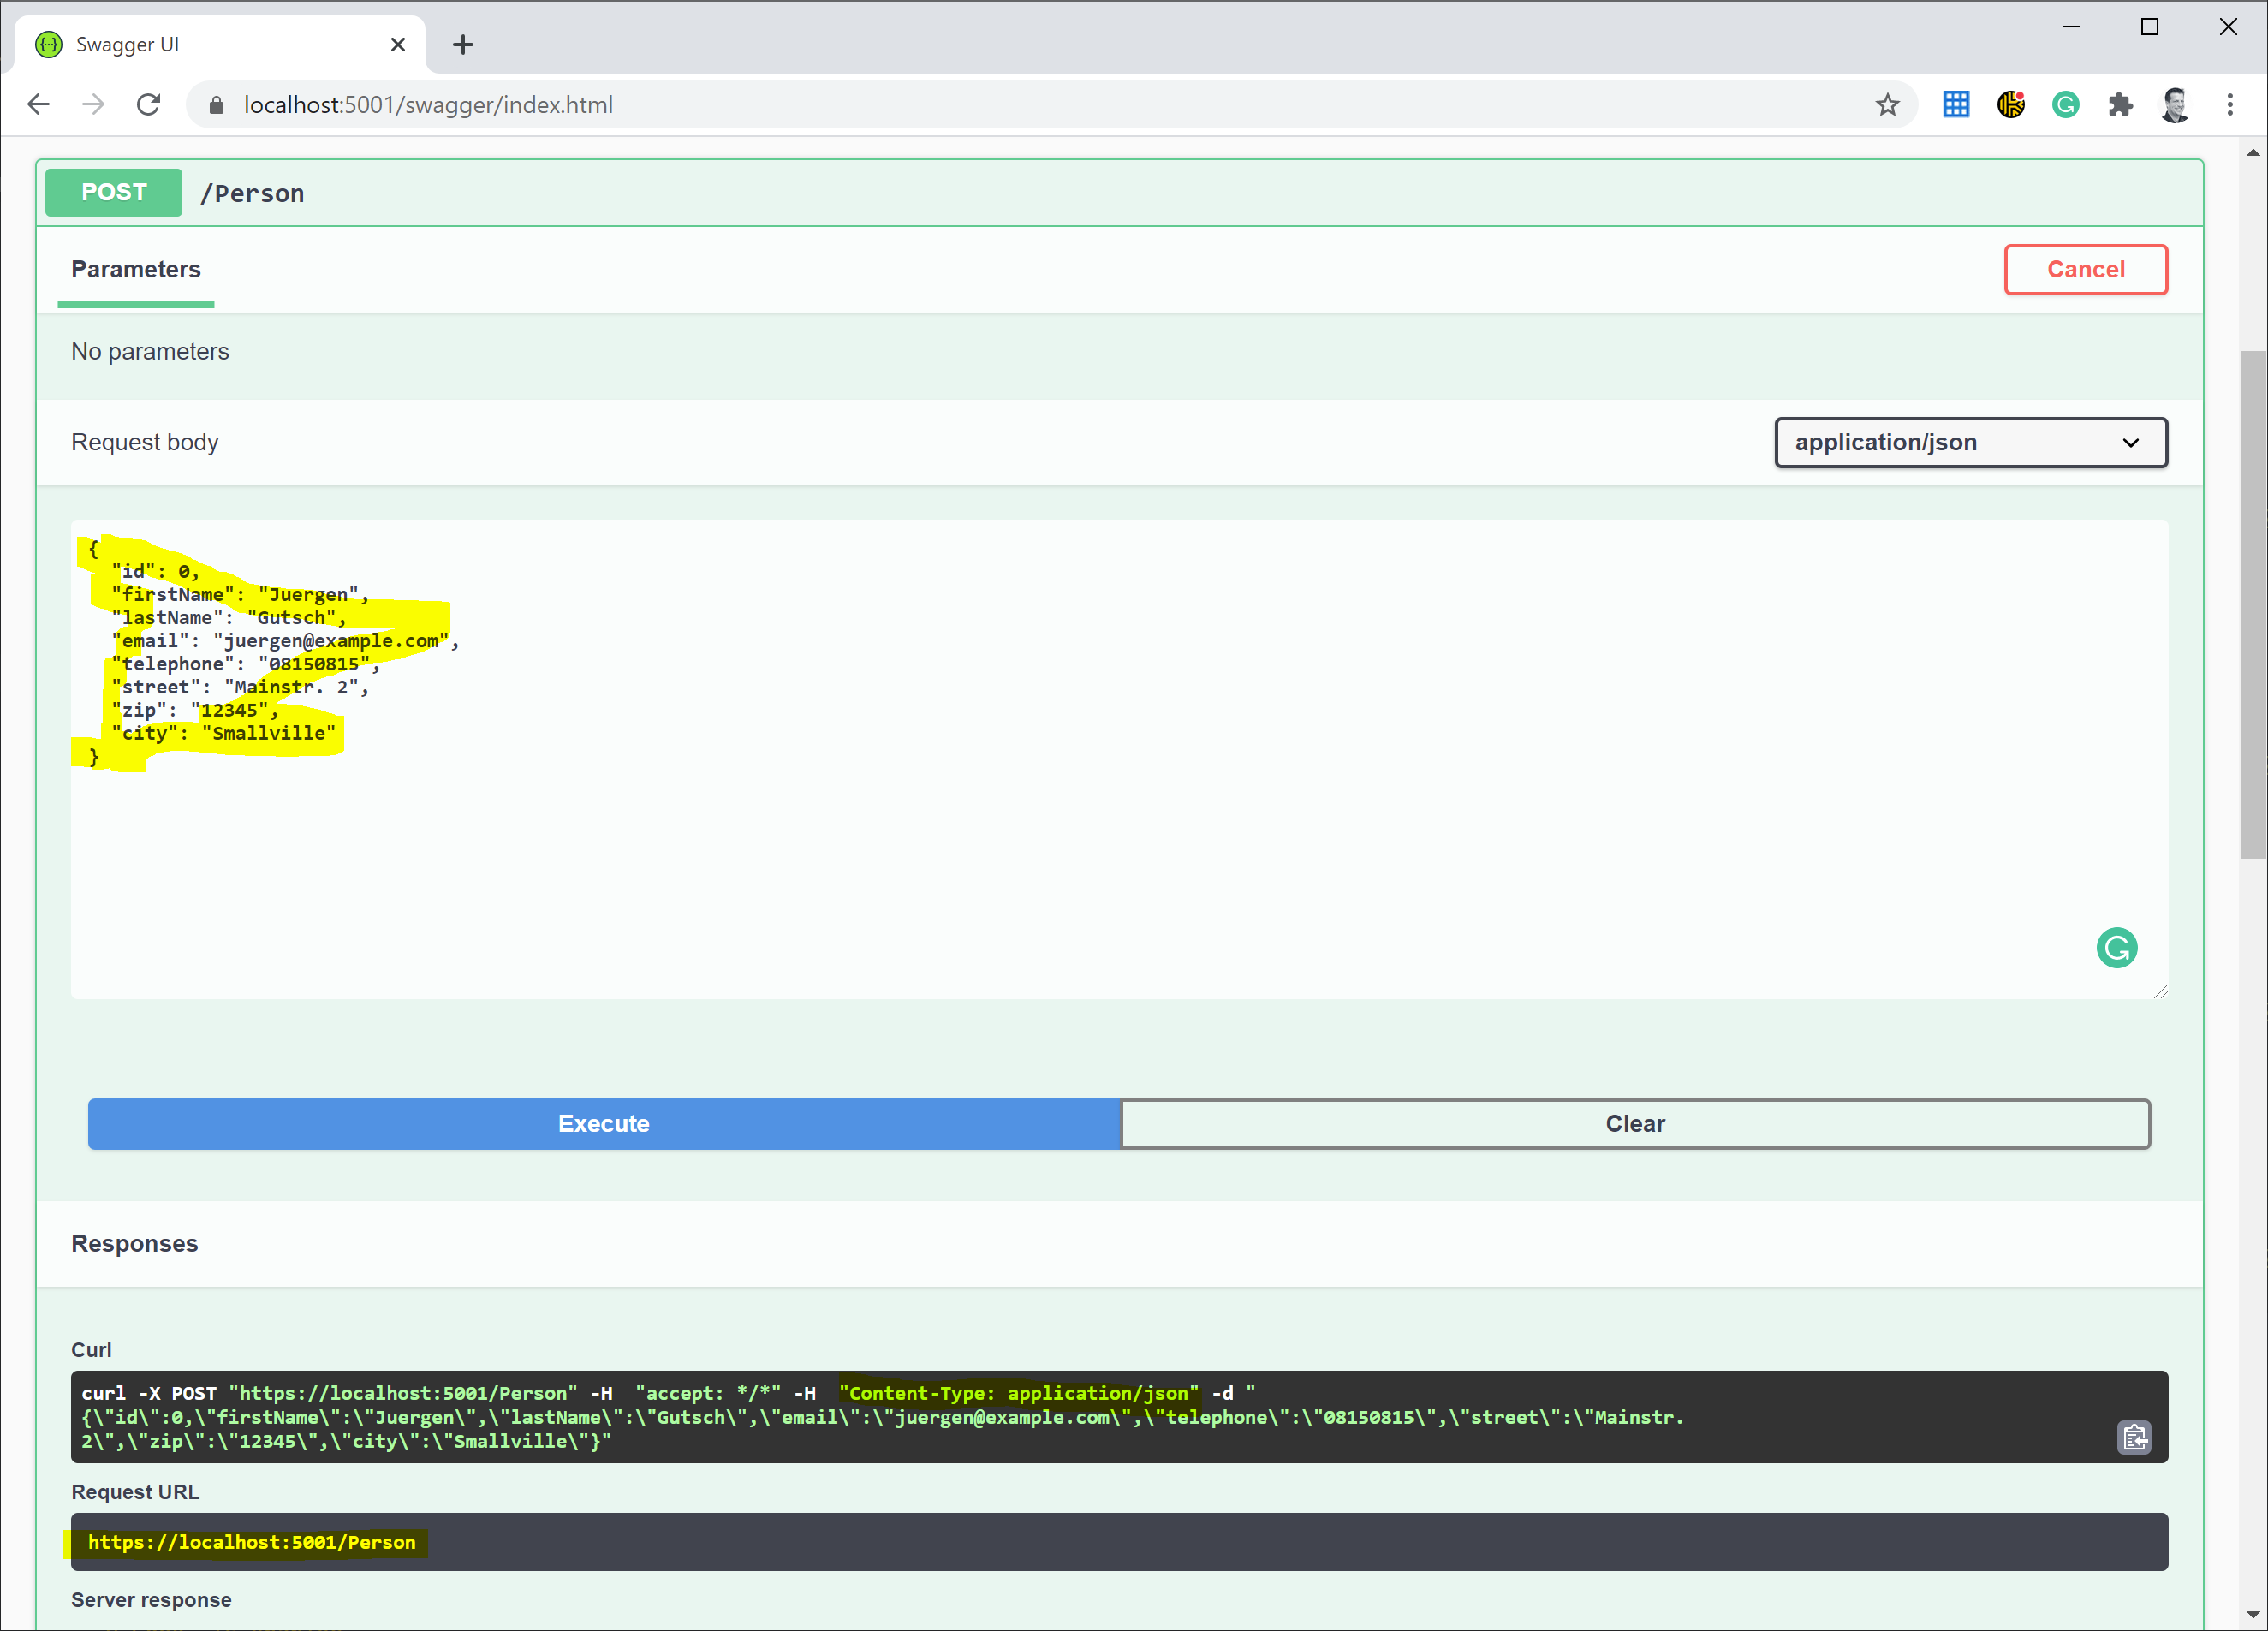 Swagger UI
localhost:5001/swagger/index.html
POST /Person
Parameters
Cancel
No parameters
Request body
application/json
{
"id": 0,
"firstName": "Juergen",
"lastName": "Gutsch",
"email": "juergen@example.com",
"telephone": "08150815",
"street": "Mainstr. 2",
"zip": "12345",
"city": "Smallville"
}
Execute
Clear
Responses
Curl
curl -X POST "https://localhost:5001/Person" -H  "accept: */*" -H  "Content-Type: application/json" -d "
{\"id\":0,\"firstName\":\"Juergen\",\"lastName\":\"Gutsch\",\"email\":\"juergen@example.com\",\"telephone\":\"08150815\",\"street\":\"Mainstr.
2\",\"zip\":\"12345\",\"city\":\"Smallville\"}"
Request URL
https://localhost:5001/Person
Server response